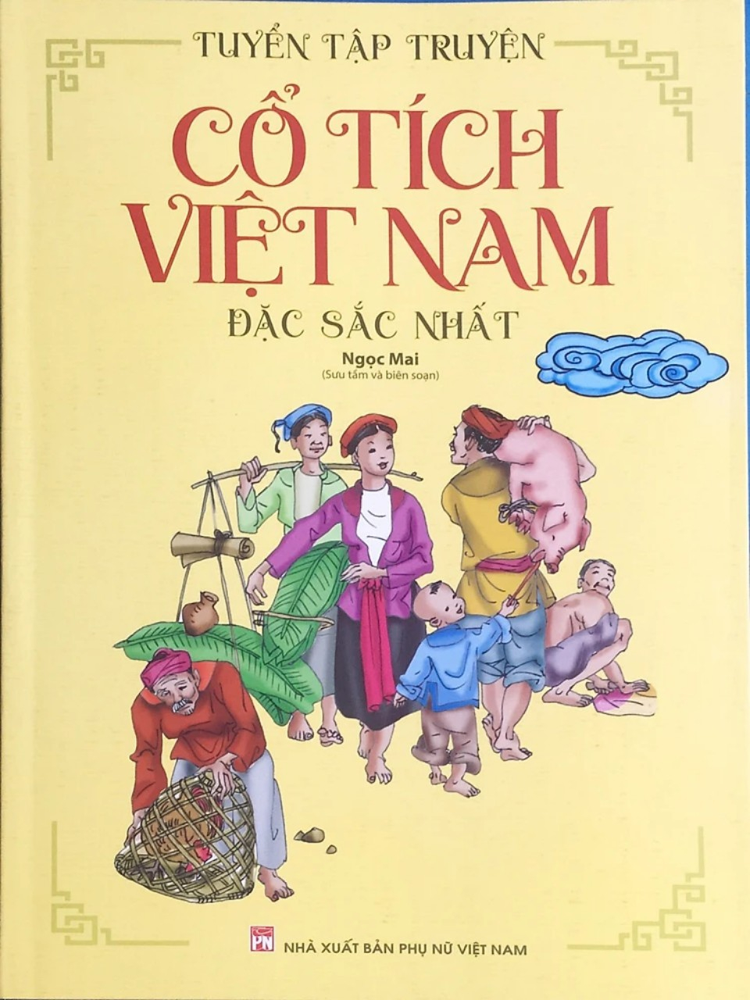 TUYỂN TẬP TRUYỆN
CỔ TÍCH
VIỆT NAM
ĐẶC SẮC NHẤT
Ngọc Mai
(Sưu tầm và biên soạn)
PN
NHÀ XUẤT BẢN PHỤ NỮ VIỆT NAM